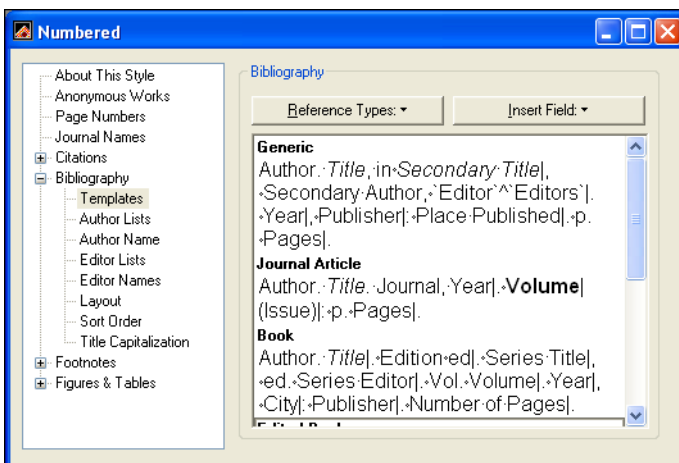 Numbered
About This Style
Anonymous Works
Page Numbers
Journal Names
Citations
Bibliography
Templates
Author Lists
Author Name
Editor Lists
Editor Names
Layout
Sort Order
Title Capitalization
Footnotes
Figures & Tables
Bibliography
Reference Types:
Insert Field:
Generic
Author.·Title,·in◦Secondary·Title|,
◦Secondary·Author,◦`Editor`^`Editors`|.
◦Year|,◦Publisher|:◦Place·Published|.◦p.
◦Pages|.
Journal Article
Author.·Title.·Journal,·Year|.◦Volume|
(Issue)|:◦p.◦Pages|.
Book
Author.·Title|.◦Edition◦ed|.◦Series·Title|,
◦ed.◦Series·Editor|.◦Vol.◦Volume|.◦Year|,
◦City|:◦Publisher|.◦Number·of·Pages|.